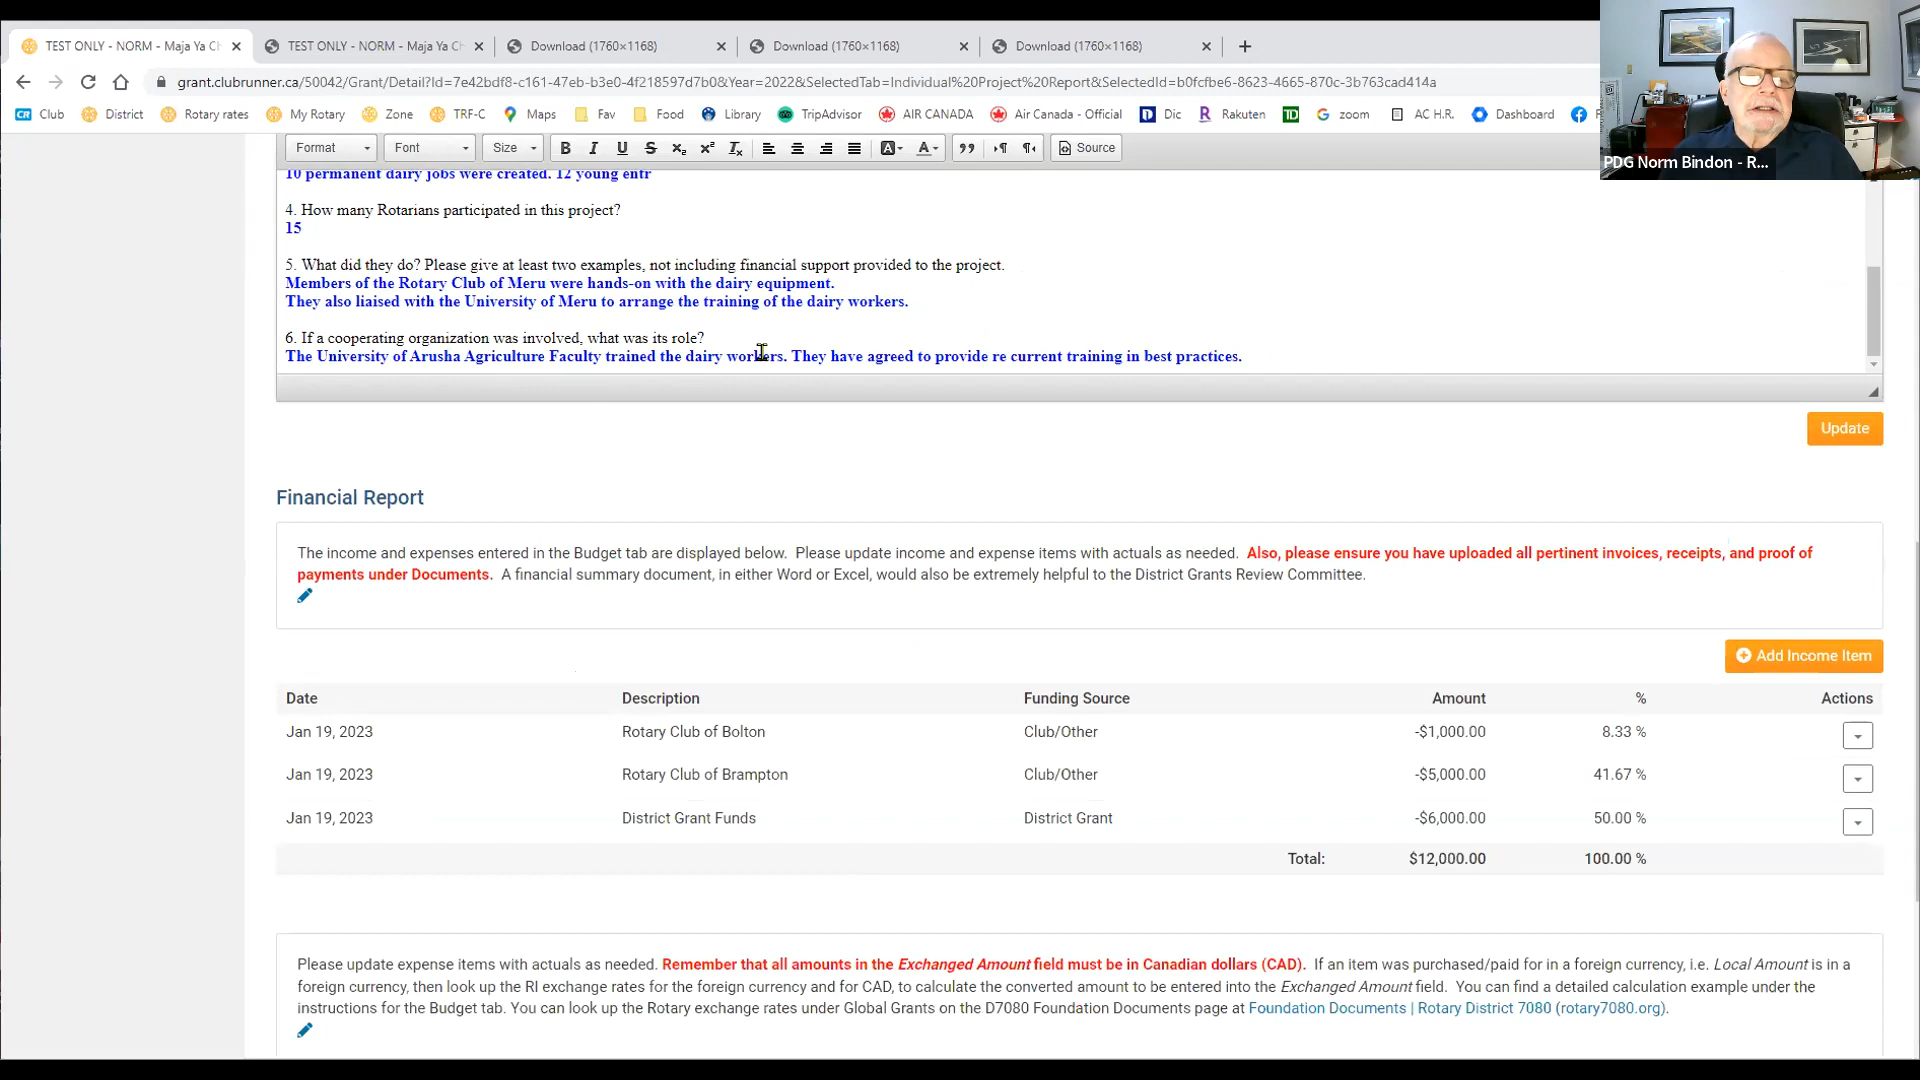 TEST ONLY - NORM - Maja Ya Ch
TEST ONLY - NORM - Maja Ya Ch
Download (1760×1168)
Download (1760×1168)
Download (1760×1168)
grant.clubrunner.ca/50042/Grant/Detail?Id=7e42bdf8-c161-47eb-b3e0-4f218597d7b0&Year=2022&SelectedTab=Individual%20Project%20Report&SelectedId=b0fcfbe6-8623-4665-870c-3b763cad414a
CR Club District Rotary rates My Rotary Zone TRF-C Maps Fav Food Library TripAdvisor AIR CANADA Air Canada - Official Dic Rakuten zoom AC H.R. Dashboard
PDG Norm Bindon - R...
Format Font Size B I U S Source
10 permanent dairy jobs were created. 12 young entr
4. How many Rotarians participated in this project?
15
5. What did they do? Please give at least two examples, not including financial support provided to the project.
Members of the Rotary Club of Meru were hands-on with the dairy equipment.
They also liaised with the University of Meru to arrange the training of the dairy workers.
6. If a cooperating organization was involved, what was its role?
The University of Arusha Agriculture Faculty trained the dairy workers. They have agreed to provide re current training in best practices.
Update
Financial Report
The income and expenses entered in the Budget tab are displayed below. Please update income and expense items with actuals as needed. Also, please ensure you have uploaded all pertinent invoices, receipts, and proof of
payments under Documents. A financial summary document, in either Word or Excel, would also be extremely helpful to the District Grants Review Committee.
Add Income Item
Date Description Funding Source Amount % Actions
Jan 19, 2023 Rotary Club of Bolton Club/Other -$1,000.00 8.33 %
Jan 19, 2023 Rotary Club of Brampton Club/Other -$5,000.00 41.67 %
Jan 19, 2023 District Grant Funds District Grant -$6,000.00 50.00 %
Total: $12,000.00 100.00 %
Please update expense items with actuals as needed. Remember that all amounts in the Exchanged Amount field must be in Canadian dollars (CAD). If an item was purchased/paid for in a foreign currency, i.e. Local Amount is in a
foreign currency, then look up the RI exchange rates for the foreign currency and for CAD, to calculate the converted amount to be entered into the Exchanged Amount field. You can find a detailed calculation example under the
instructions for the Budget tab. You can look up the Rotary exchange rates under Global Grants on the D7080 Foundation Documents page at Foundation Documents | Rotary District 7080 (rotary7080.org).